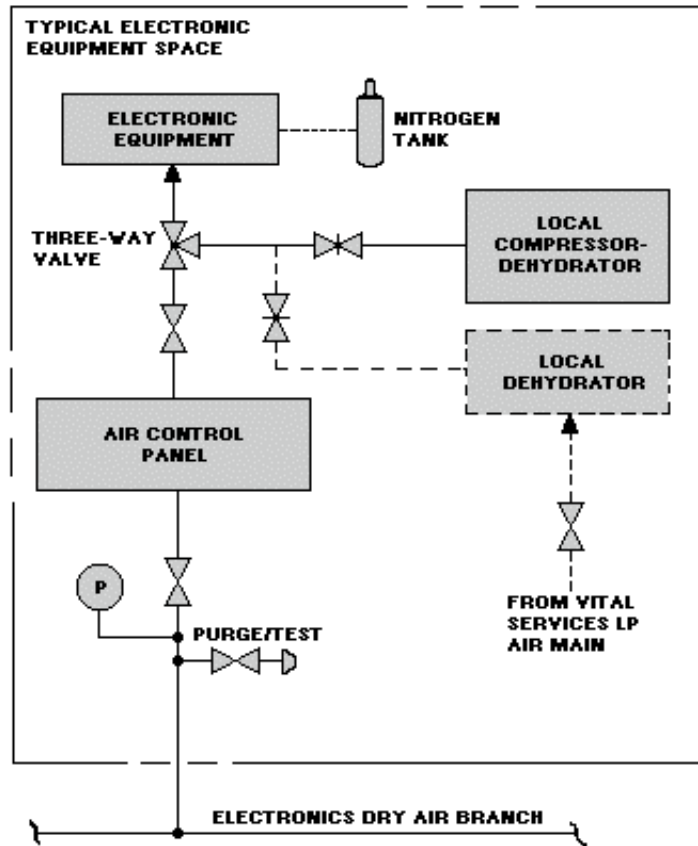 TYPICAL ELECTRONIC
EQUIPMENT SPACE
ELECTRONIC
EQUIPMENT
NITROGEN
TANK
THREE-WAY
VALVE
LOCAL
COMPRESSOR-
DEHYDRATOR
LOCAL
DEHYDRATOR
AIR CONTROL
PANEL
P
FROM VITAL
SERVICES LP
AIR MAIN
PURGE/TEST
ELECTRONICS DRY AIR BRANCH